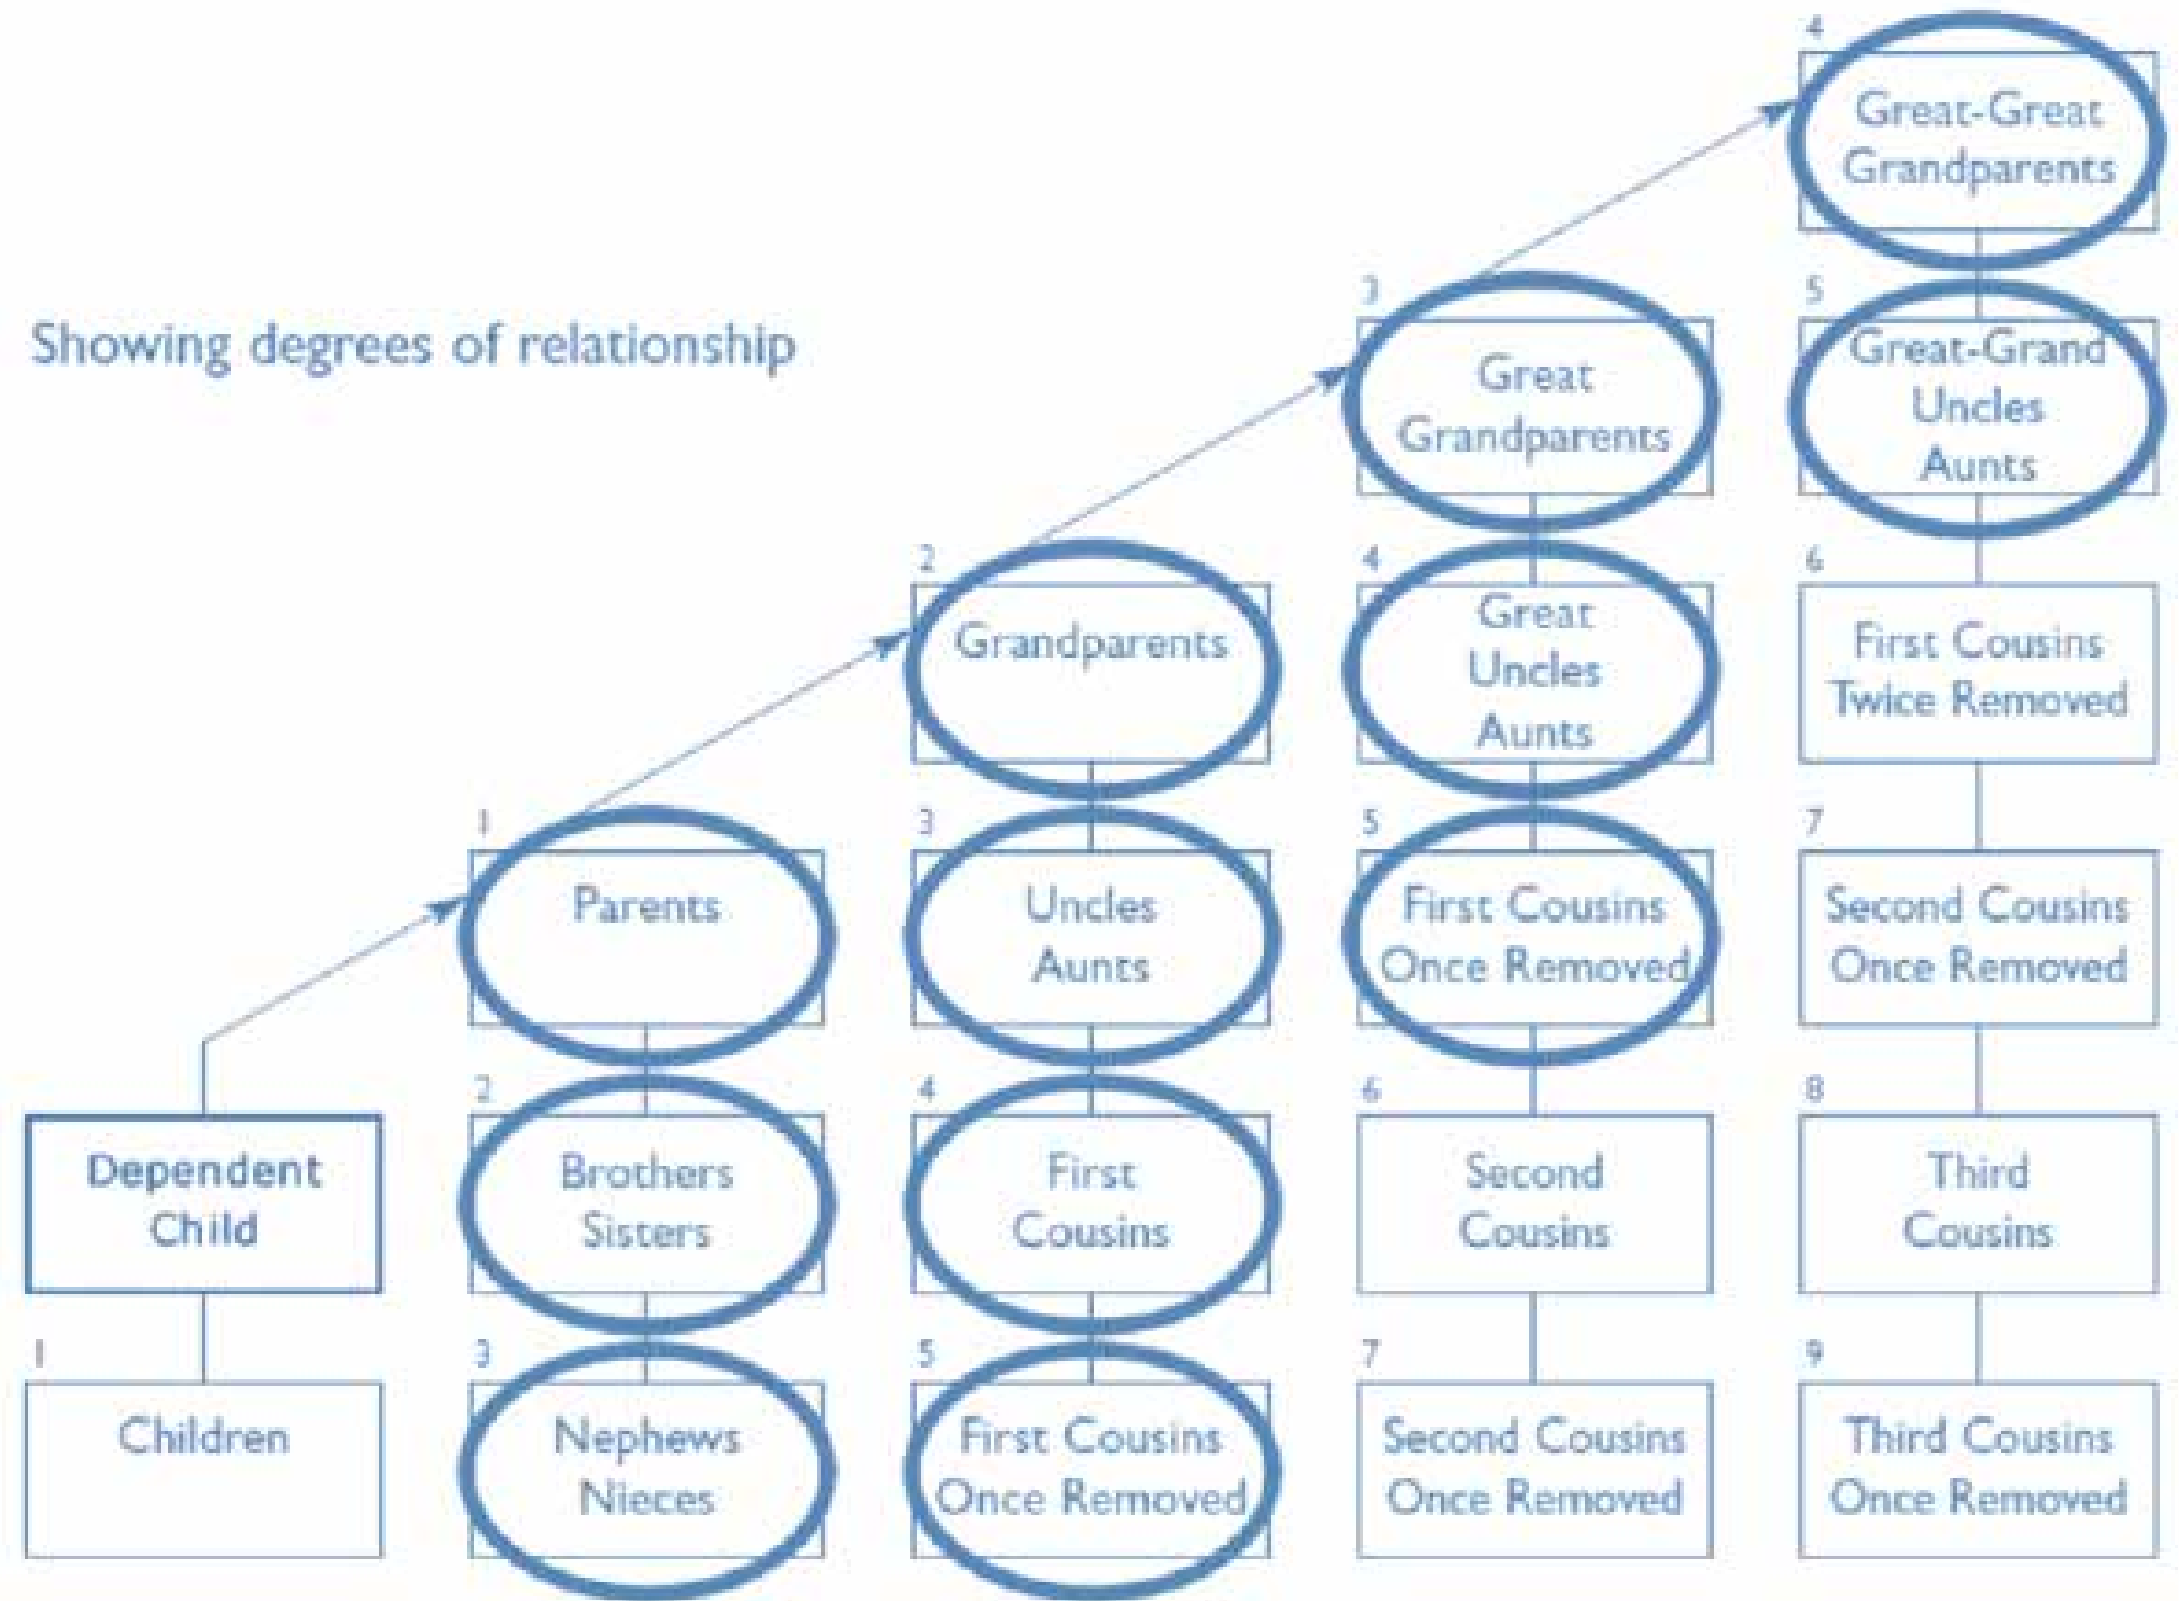 Showing degrees of relationship
Dependent
Child
1
Children
1
Parents
2
Brothers
Sisters
3
Nephews
Nieces
2
Grandparents
3
Uncles
Aunts
4
First
Cousins
5
First Cousins
Once Removed
3
Great
Grandparents
4
Great
Uncles
Aunts
5
First Cousins
Once Removed
6
Second
Cousins
7
Second Cousins
Once Removed
4
Great-Great
Grandparents
5
Great-Grand
Uncles
Aunts
6
First Cousins
Twice Removed
7
Second Cousins
Once Removed
8
Third
Cousins
9
Third Cousins
Once Removed